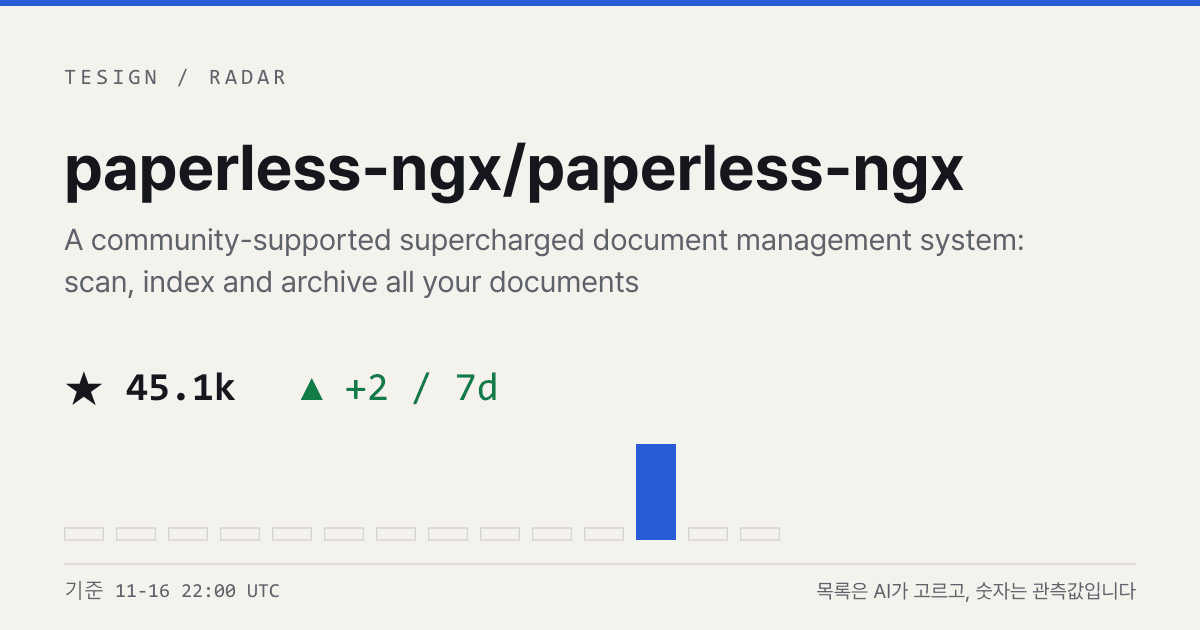 TESIGN / RADAR
paperless-ngx/paperless-ngx
A community-supported supercharged document management system:
scan, index and archive all your documents
★ 45.1k ▲ +2 / 7d
기준 11-16 22:00 UTC
목록은 AI가 고르고, 숫자는 관측값입니다